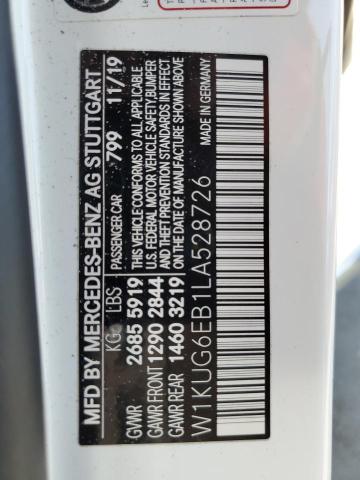 MFD BY MERCEDES-BENZ AG STUTTGART
KG LBS PASSENGER CAR 799 11/19
GVWR 2685 5919 THIS VEHICLE CONFORMS TO ALL APPLICABLE
U.S. FEDERAL MOTOR VEHICLE SAFETY,BUMPER
GAWR FRONT 1290 2844 AND THEFT PREVENTION STANDARDS IN EFFECT
GAWR REAR 1460 3219 ON THE DATE OF MANUFACTURE SHOWN ABOVE
MADE IN GERMANY
W1KUG6EB1LA528726